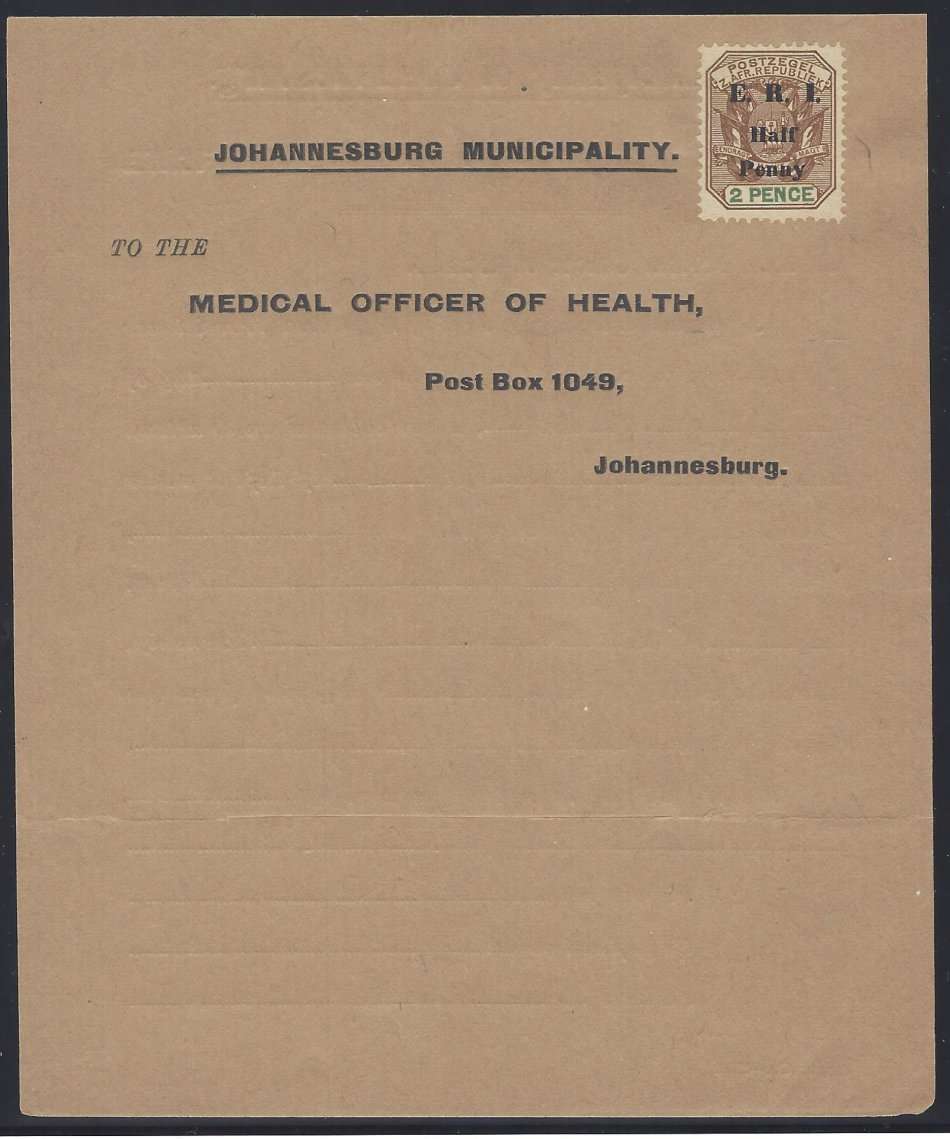 POSTZEGEL
Z. AFR. REPUBLIEK
E. R. I.
Half
Penny
2 PENCE
JOHANNESBURG MUNICIPALITY.
TO THE
MEDICAL OFFICER OF HEALTH,
Post Box 1049,
Johannesburg.